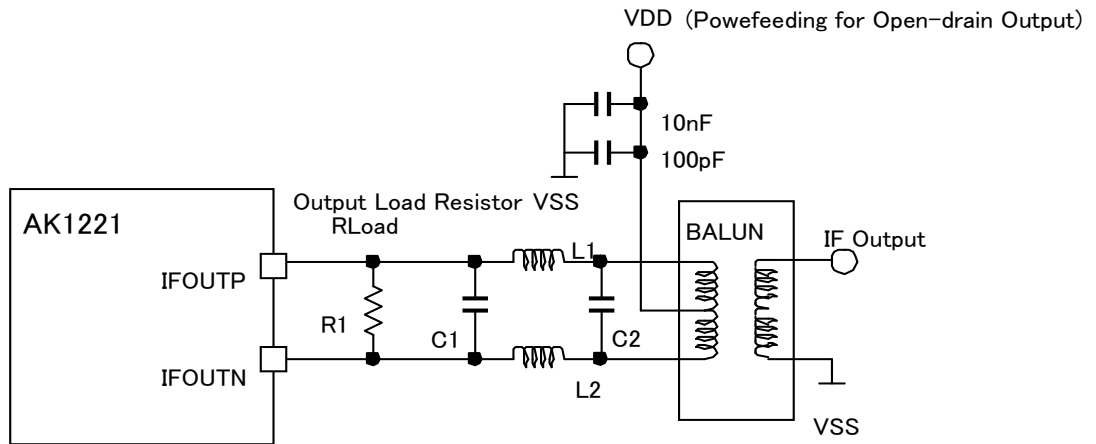 VDD (Powefeeding for Open-drain Output)
10nF
100pF
Output Load Resistor VSS
RLoad
AK1221
BALUN
IF Output
L1
IFOUTP
R1
C1
C2
IFOUTN
L2
VSS